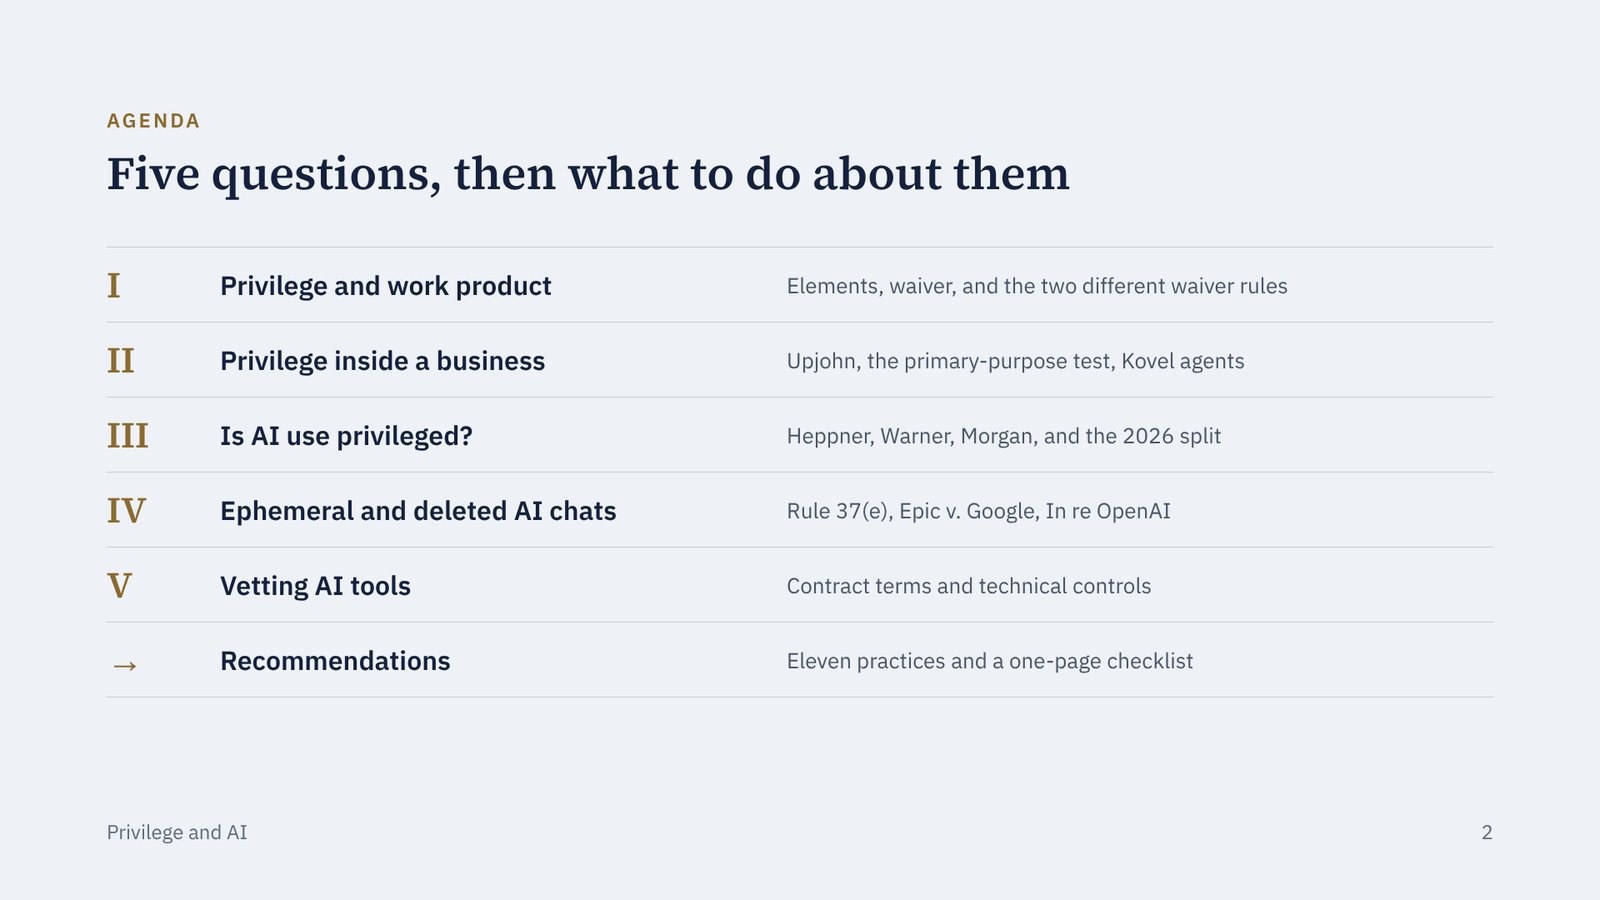 AGENDA
Five questions, then what to do about them
I Privilege and work product Elements, waiver, and the two different waiver rules
II Privilege inside a business Upjohn, the primary-purpose test, Kovel agents
III Is AI use privileged? Heppner, Warner, Morgan, and the 2026 split
IV Ephemeral and deleted AI chats Rule 37(e), Epic v. Google, In re OpenAI
V Vetting AI tools Contract terms and technical controls
→ Recommendations Eleven practices and a one-page checklist
Privilege and AI 2